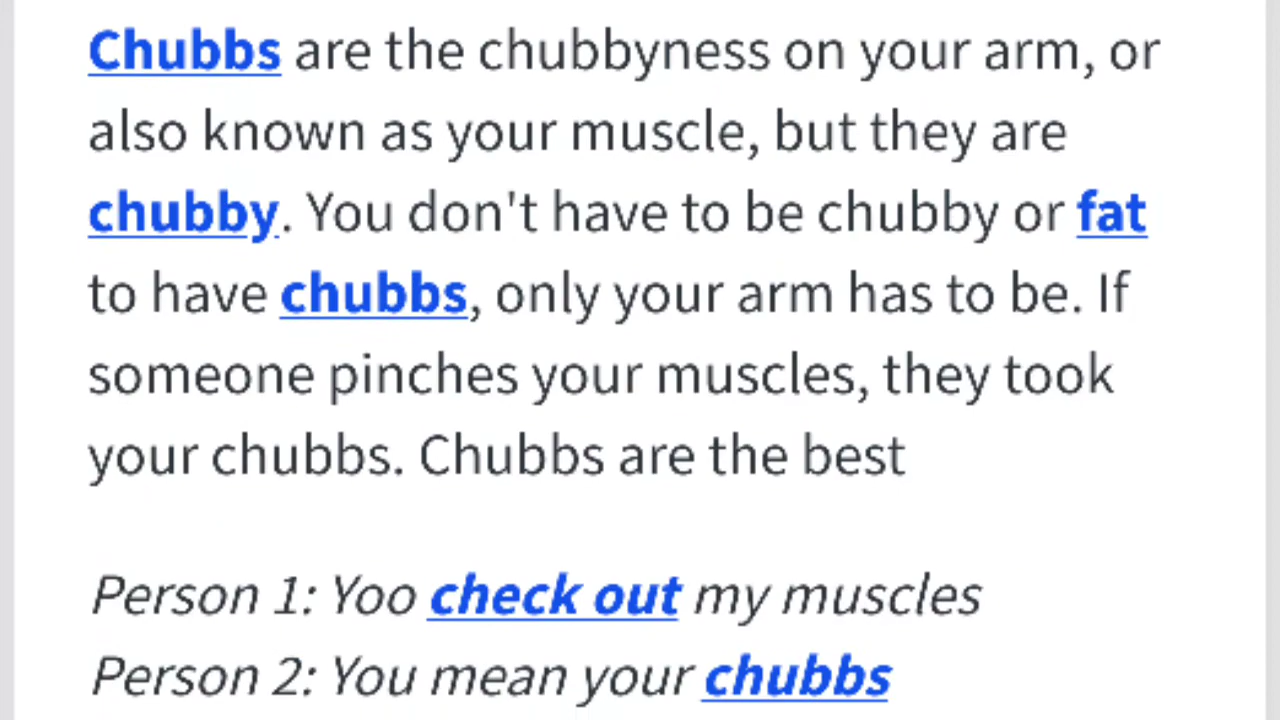 Chubbs are the chubbyness on your arm, or
also known as your muscle, but they are
chubby. You don't have to be chubby or fat
to have chubbs, only your arm has to be. If
someone pinches your muscles, they took
your chubbs. Chubbs are the best
Person 1: Yoo check out my muscles
Person 2: You mean your chubbs